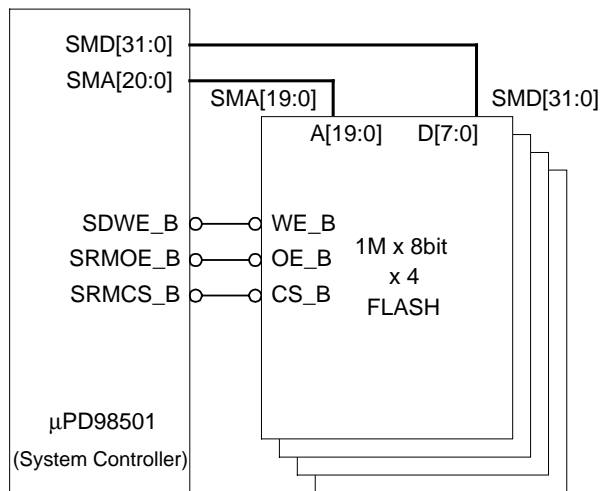 SMD[31:0]
SMA[20:0]
SMA[19:0]
SMD[31:0]
A[19:0] D[7:0]
SDWE_B WE_B
SRMOE_B OE_B
SRMCS_B CS_B
1M x 8bit
x 4
FLASH
μPD98501
(System Controller)